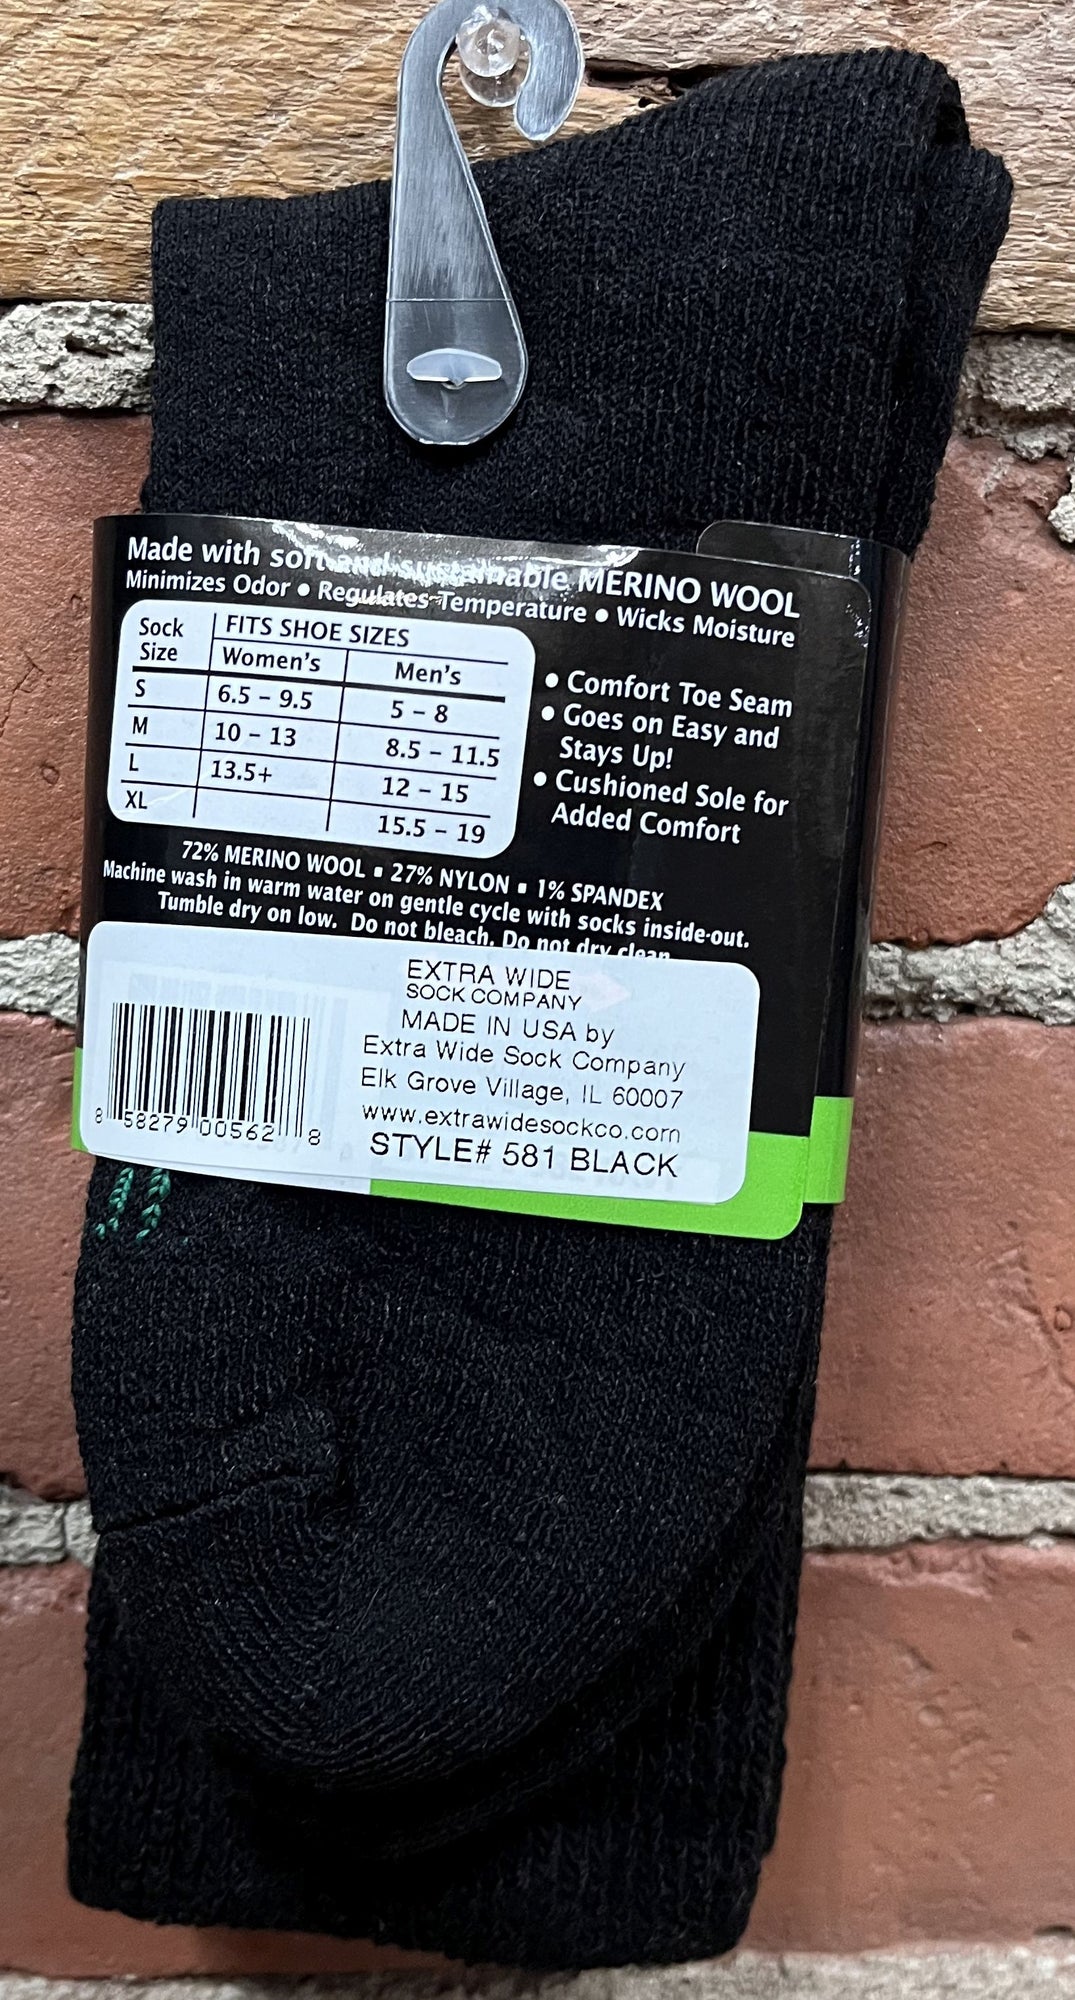 Made with soft and sustainable MERINO WOOL
Minimizes Odor • Regulates Temperature • Wicks Moisture
Sock Size
FITS SHOE SIZES
Women's Men's
S 6.5 – 9.5 5 – 8
M 10 – 13 8.5 – 11.5
L 13.5+ 12 – 15
XL 15.5 – 19
• Comfort Toe Seam
• Goes on Easy and
Stays Up!
• Cushioned Sole for
Added Comfort
72% MERINO WOOL ▪ 27% NYLON ▪ 1% SPANDEX
Machine wash in warm water on gentle cycle with socks inside-out.
Tumble dry on low. Do not bleach. Do not dry clean
EXTRA WIDE
SOCK COMPANY
MADE IN USA by
Extra Wide Sock Company
Elk Grove Village, IL 60007
www.extrawidesockco.com
STYLE# 581 BLACK
8 58279 00562 8